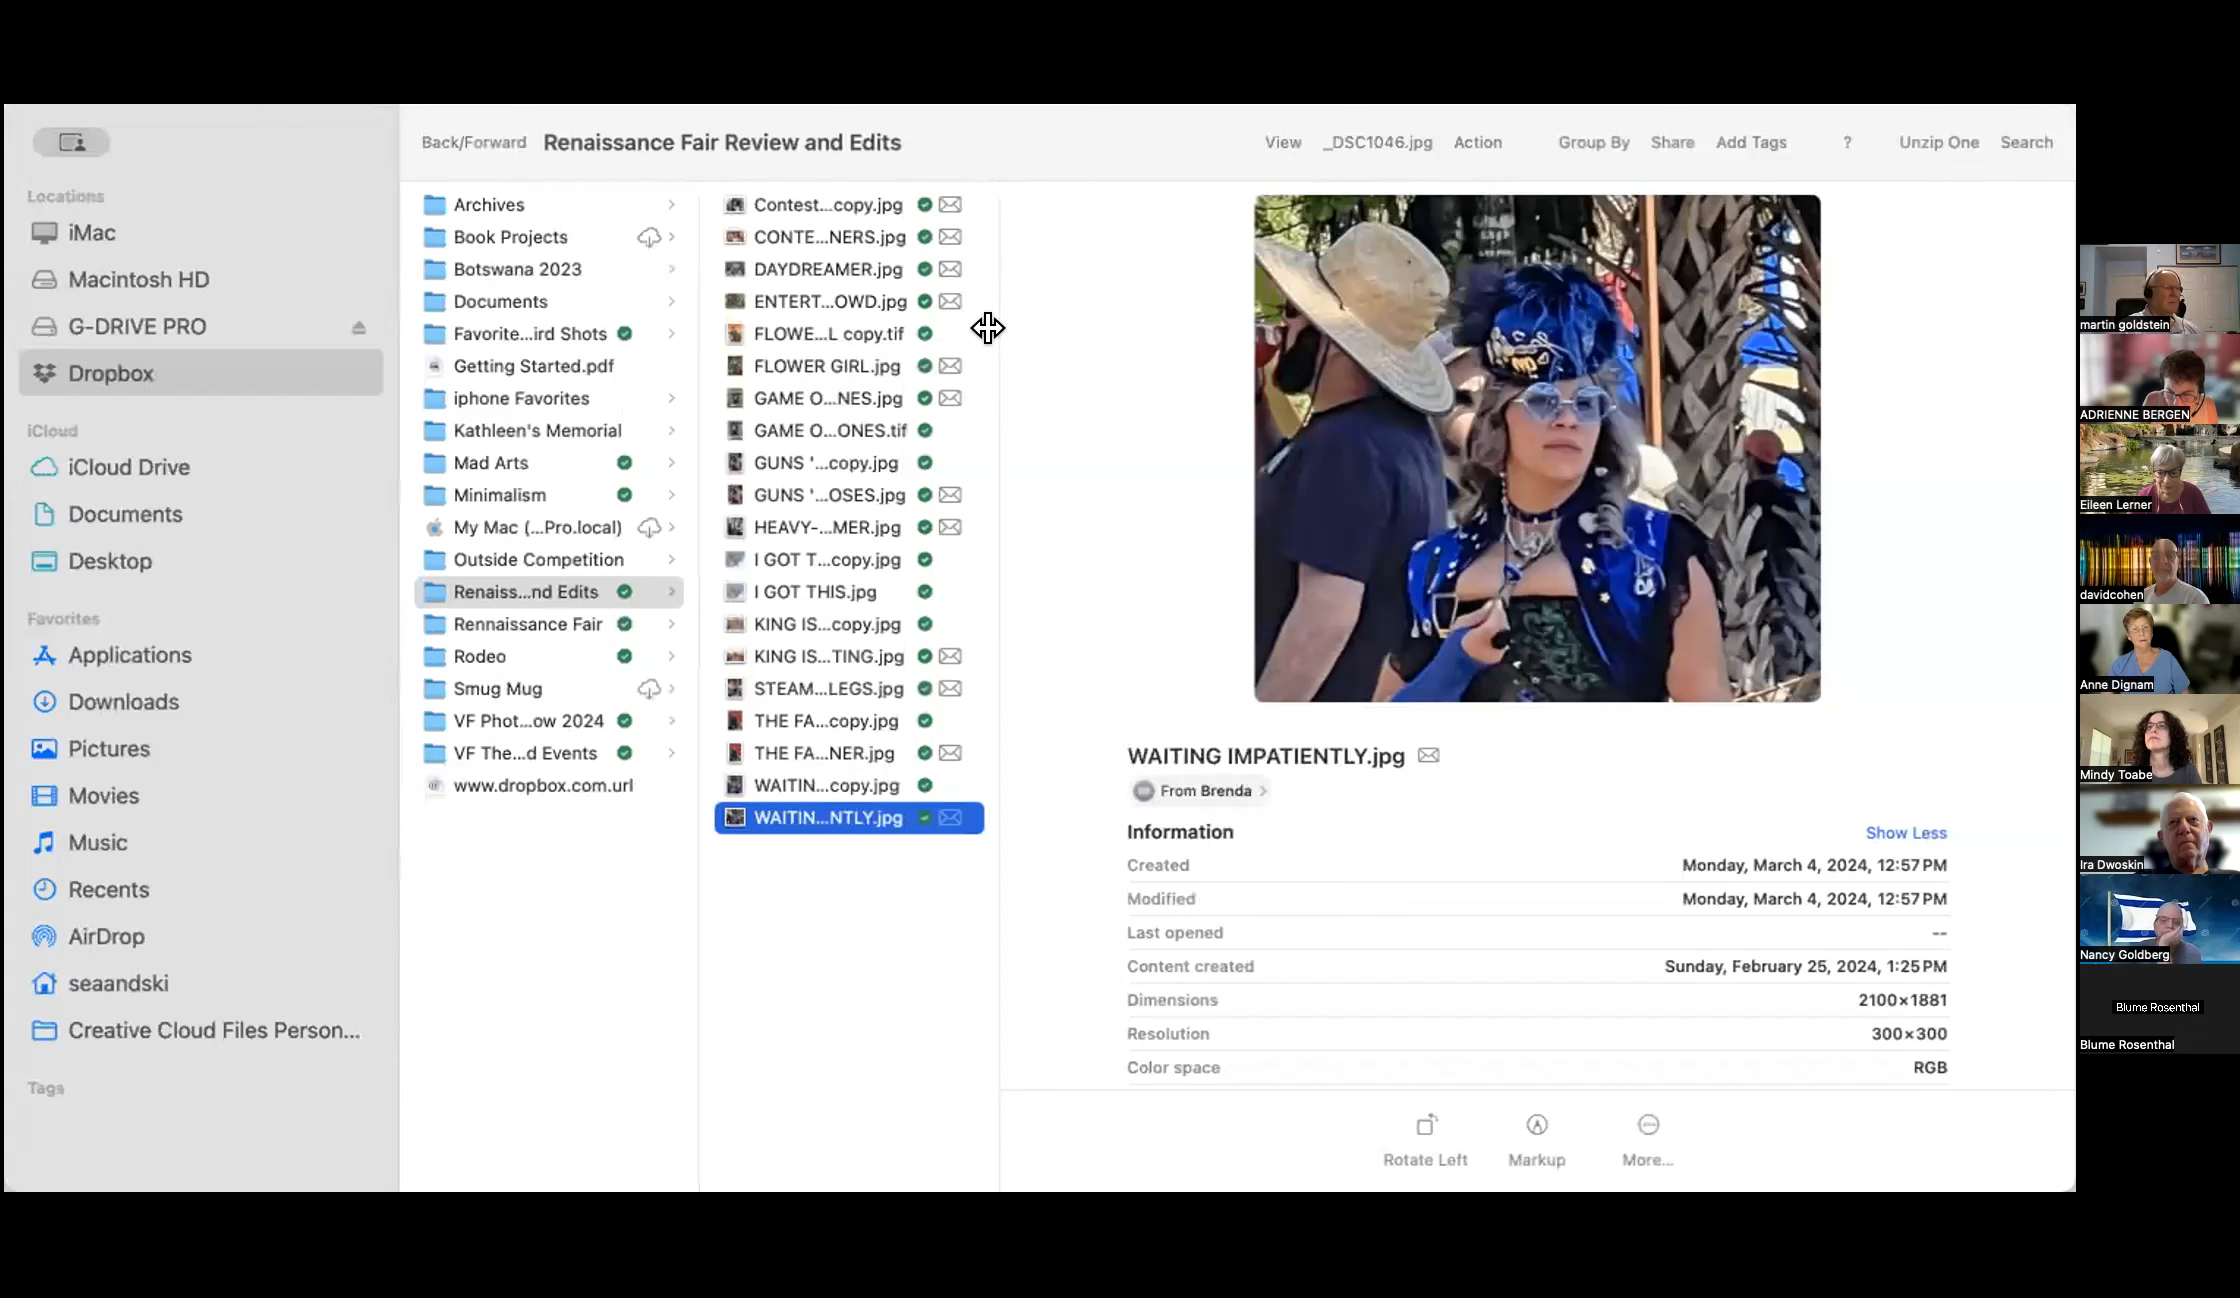 Back/Forward Renaissance Fair Review and Edits View _DSC1046.jpg Action Group By Share Add Tags ? Unzip One Search
Locations
iMac
Macintosh HD
G-DRIVE PRO
Dropbox
iCloud
iCloud Drive
Documents
Desktop
Favorites
Applications
Downloads
Pictures
Movies
Music
Recents
AirDrop
seaandski
Creative Cloud Files Person...
Tags
Archives
Book Projects
Botswana 2023
Documents
Favorite...ird Shots
Getting Started.pdf
iphone Favorites
Kathleen's Memorial
Mad Arts
Minimalism
My Mac (...Pro.local)
Outside Competition
Renaiss...nd Edits
Rennaissance Fair
Rodeo
Smug Mug
VF Phot...ow 2024
VF The...d Events
www.dropbox.com.url
Contest...copy.jpg
CONTE...NERS.jpg
DAYDREAMER.jpg
ENTERT...OWD.jpg
FLOWE...L copy.tif
FLOWER GIRL.jpg
GAME O...NES.jpg
GAME O...ONES.tif
GUNS '...copy.jpg
GUNS '...OSES.jpg
HEAVY-...MER.jpg
I GOT T...copy.jpg
I GOT THIS.jpg
KING IS...copy.jpg
KING IS...TING.jpg
STEAM...LEGS.jpg
THE FA...copy.jpg
THE FA...NER.jpg
WAITIN...copy.jpg
WAITIN...NTLY.jpg
WAITING IMPATIENTLY.jpg
From Brenda
Information Show Less
Created Monday, March 4, 2024, 12:57 PM
Modified Monday, March 4, 2024, 12:57 PM
Last opened --
Content created Sunday, February 25, 2024, 1:25 PM
Dimensions 2100×1881
Resolution 300×300
Color space RGB
Rotate Left Markup More...
martin goldstein
ADRIENNE BERGEN
Eileen Lerner
davidcohen
Anne Dignam
Mindy Toabe
Ira Dwoskin
Nancy Goldberg
Blume Rosenthal
Blume Rosenthal